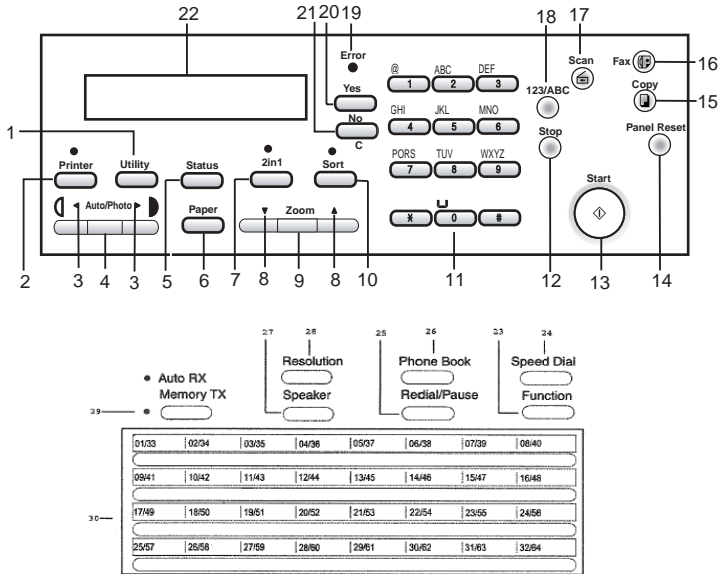 22
21 20 19
18 17
16
15
1
Error
Scan
Fax
@ ABC DEF
1 2 3
Yes
123/ABC
Copy
No
C
GHI JKL MNO
4 5 6
Stop
Panel Reset
Printer Utility Status 2in1 Sort
PORS TUV WXYZ
7 8 9
Start
Auto/Photo
Paper
Zoom
* 0 #
2 3 4 3 5 6 7 8 9 8 10 11 12 13 14
27 28 25 26 23 24
Resolution Phone Book Speed Dial
Auto RX
Memory TX Speaker Redial/Pause Function
29
01/33 02/34 03/35 04/36 05/37 06/38 07/39 08/40
09/41 10/42 11/43 12/44 13/45 14/46 15/47 16/48
17/49 18/50 19/51 20/52 21/53 22/54 23/55 24/56
30
25/57 26/58 27/59 28/60 29/61 30/62 31/63 32/64